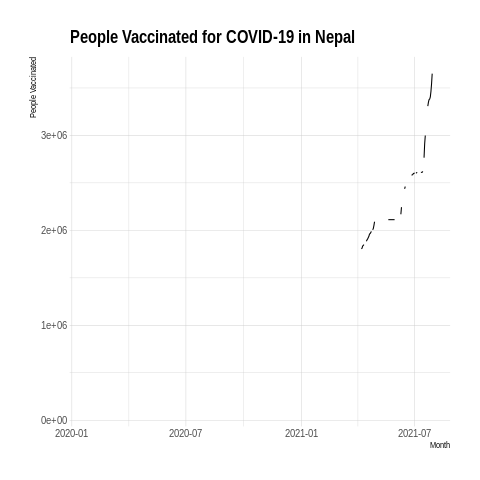 People Vaccinated for COVID-19 in Nepal
People Vaccinated
3e+06
2e+06
1e+06
0e+00
2020-01 2020-07 2021-01 2021-07
Month